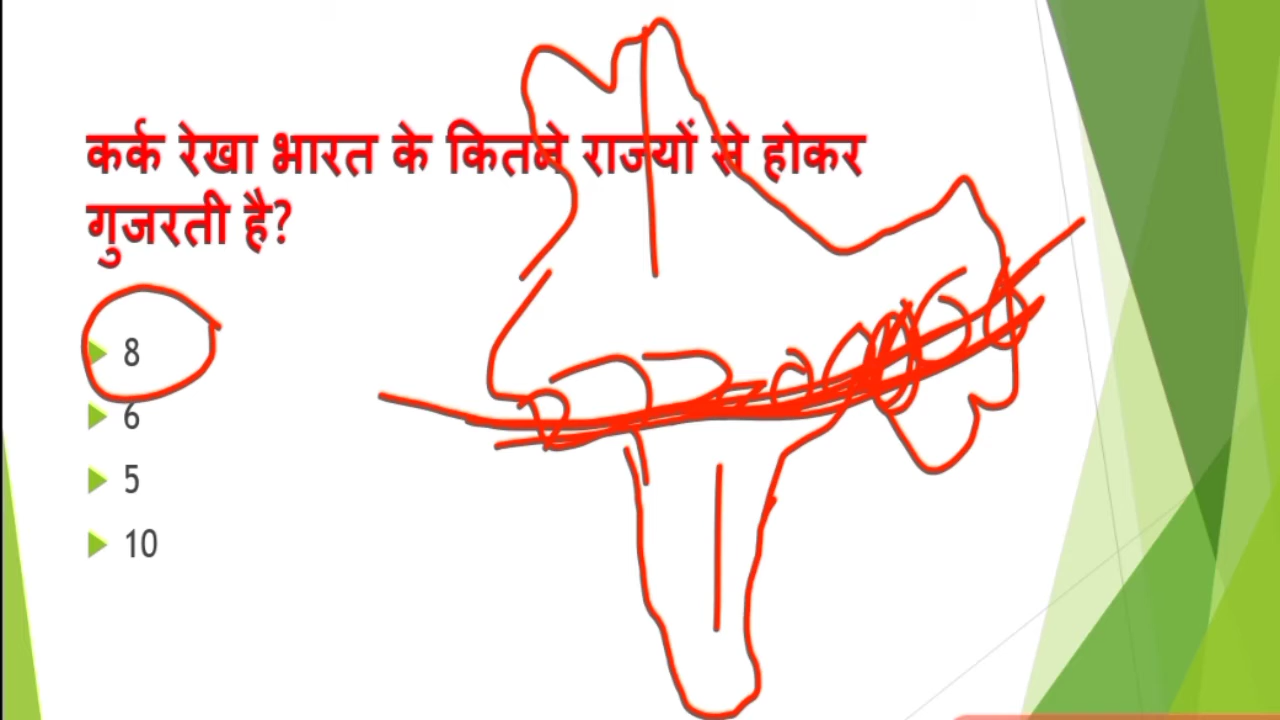 कर्क रेखा भारत के कितने राज्यों से होकर
गुजरती है?
8
6
5
10